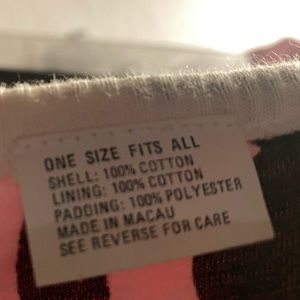 ONE SIZE FITS ALL
SHELL: 100% COTTON
LINING: 100% COTTON
PADDING: 100% POLYESTER
MADE IN MACAU
SEE REVERSE FOR CARE